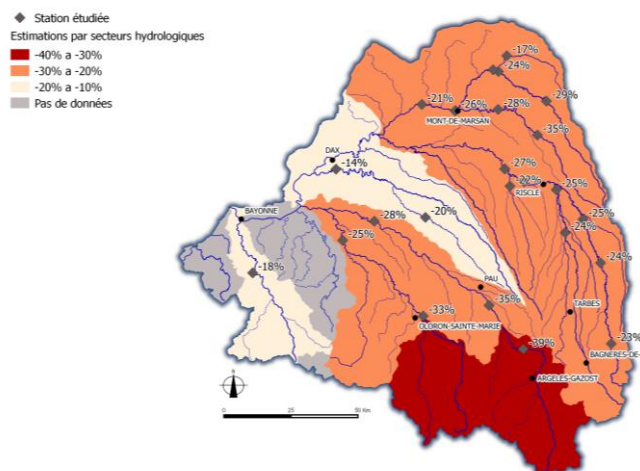 Station étudiée
Estimations par secteurs hydrologiques
-40% a -30%
-30% a -20%
-20% a -10%
Pas de données
-17%
-24%
-29%
-21%
-26%
-28%
MONT-DE-MARSAN
-35%
DAX
-14%
-27%
-22%
RISCLE
-25%
BAYONNE
-28%
-20%
-25%
-24%
-25%
-18%
-24%
PAU
-35%
TARBES
-33%
OLORON-SAINTE-MARIE
-39%
-23%
BAGNERES-DE-
ARGELES-GAZOST
0 25 50 Km